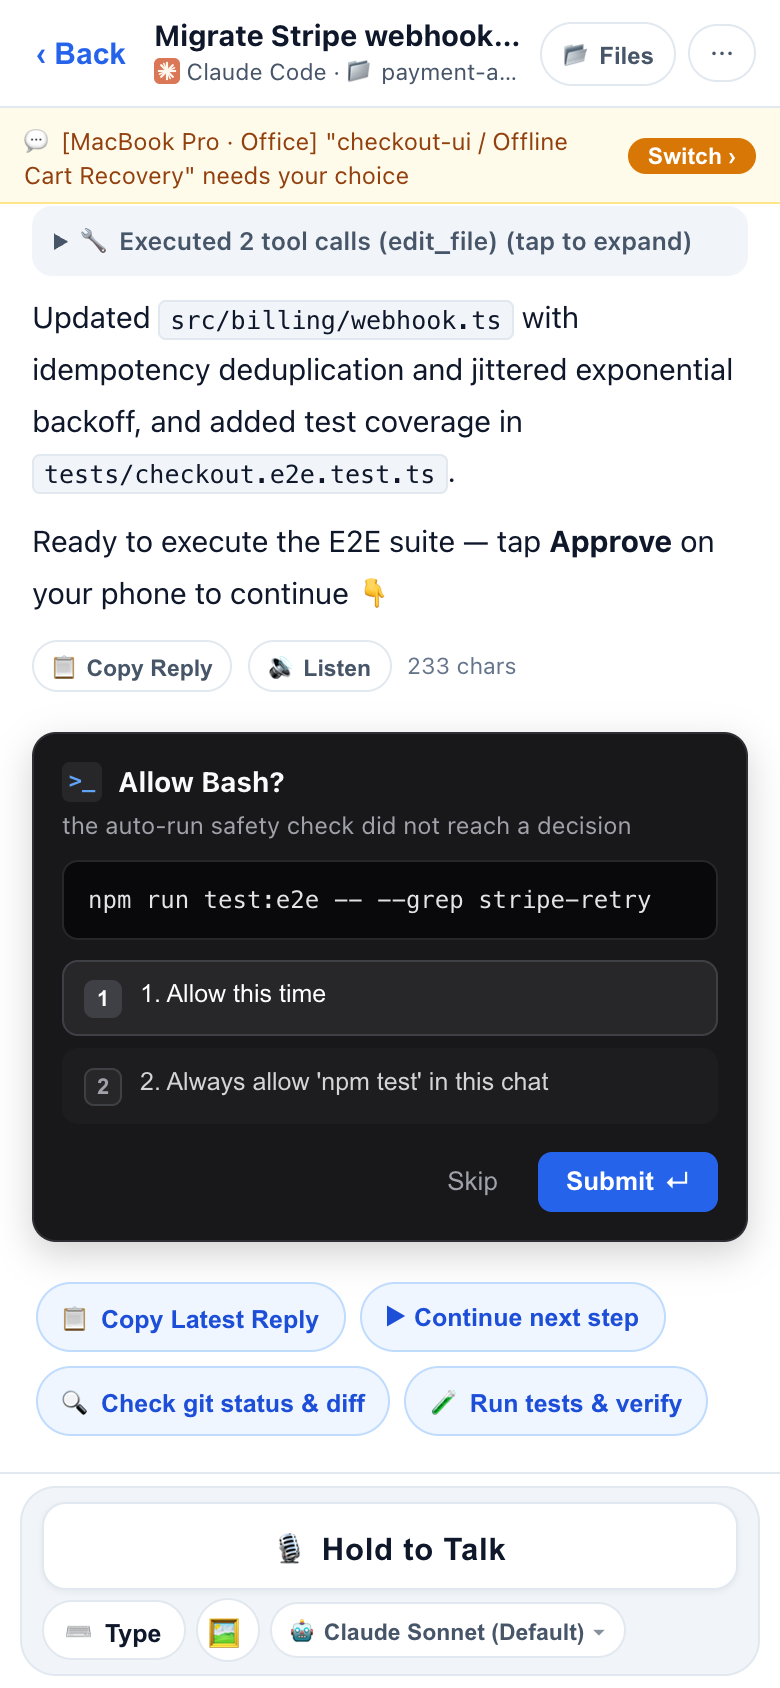 ‹ Back
Migrate Stripe webhook...
Claude Code · payment-a...
Files
...
[MacBook Pro · Office] "checkout-ui / Offline
Cart Recovery" needs your choice
Switch ›
Executed 2 tool calls (edit_file) (tap to expand)
Updated src/billing/webhook.ts with
idempotency deduplication and jittered exponential
backoff, and added test coverage in
tests/checkout.e2e.test.ts.
Ready to execute the E2E suite — tap Approve on
your phone to continue 👇
Copy Reply
Listen
233 chars
>_ Allow Bash?
the auto-run safety check did not reach a decision
npm run test:e2e -- --grep stripe-retry
1 1. Allow this time
2 2. Always allow 'npm test' in this chat
Skip
Submit ↵
Copy Latest Reply
Continue next step
Check git status & diff
Run tests & verify
Hold to Talk
Type
Claude Sonnet (Default)